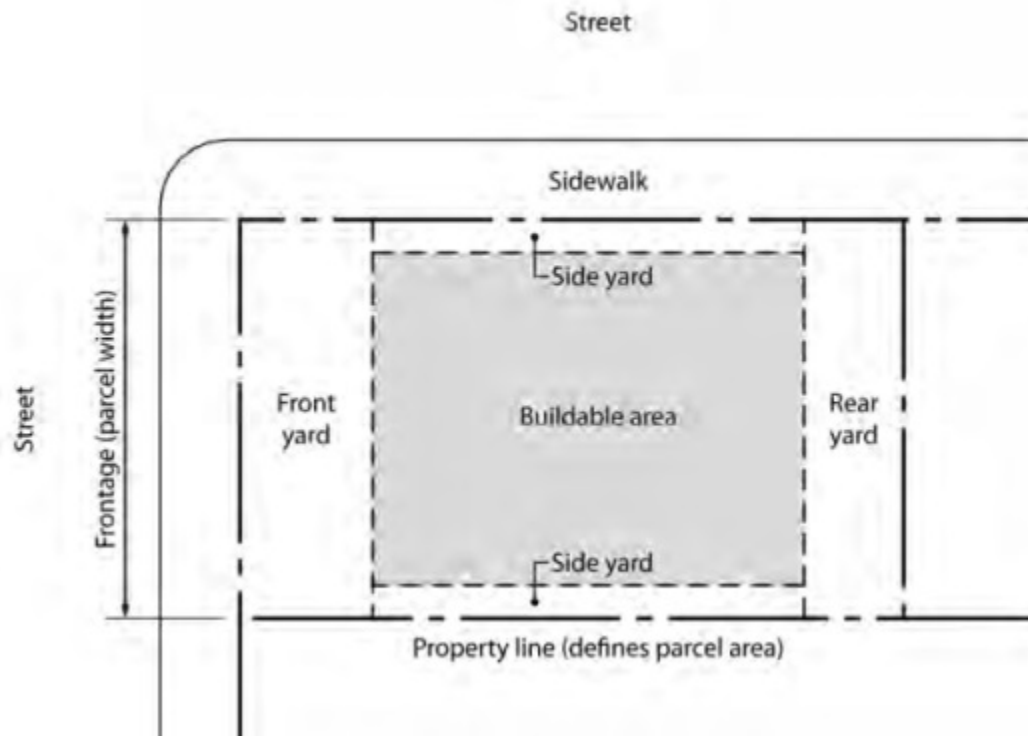 Street
Sidewalk
Side yard
Street
Frontage (parcel width)
Front
yard
Buildable area
Rear
yard
Side yard
Property line (defines parcel area)